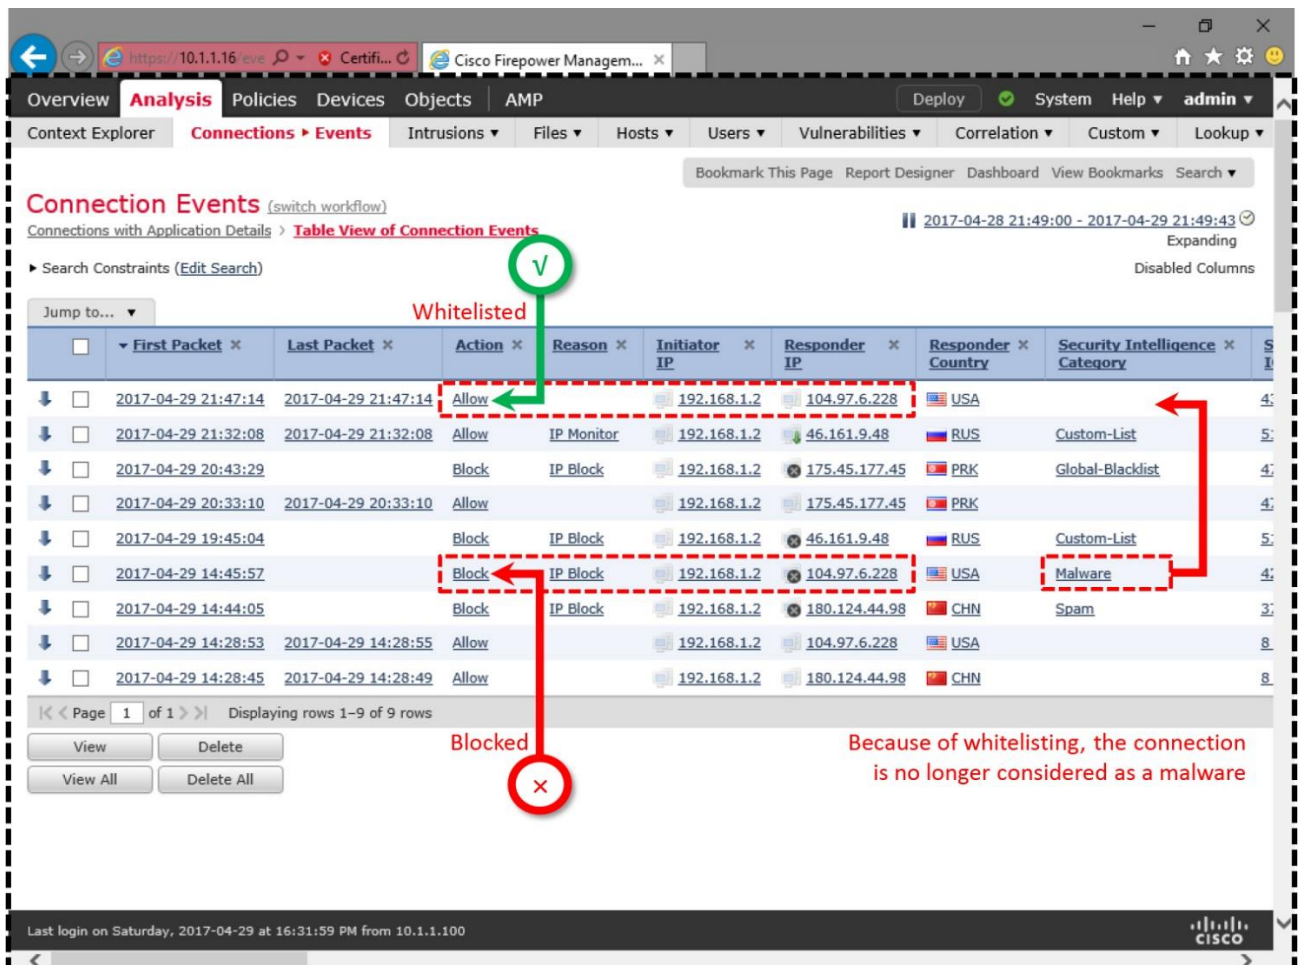 https://10.1.1.16/eve
Certifi...
Cisco Firepower Managem...
Overview Analysis Policies Devices Objects AMP Deploy System Help ▾ admin ▾
Context Explorer Connections ▸ Events Intrusions ▾ Files ▾ Hosts ▾ Users ▾ Vulnerabilities ▾ Correlation ▾ Custom ▾ Lookup ▾
Bookmark This Page Report Designer Dashboard View Bookmarks Search ▾
Connection Events (switch workflow)
2017-04-28 21:49:00 - 2017-04-29 21:49:43
Connections with Application Details > Table View of Connection Events
Expanding
▸ Search Constraints (Edit Search)
Disabled Columns
√
Jump to... ▾
Whitelisted
First Packet × Last Packet × Action × Reason × Initiator IP × Responder IP × Responder Country × Security Intelligence Category ×
2017-04-29 21:47:14 2017-04-29 21:47:14 Allow 192.168.1.2 104.97.6.228 USA
2017-04-29 21:32:08 2017-04-29 21:32:08 Allow IP Monitor 192.168.1.2 46.161.9.48 RUS Custom-List
2017-04-29 20:43:29 Block IP Block 192.168.1.2 175.45.177.45 PRK Global-Blacklist
2017-04-29 20:33:10 2017-04-29 20:33:10 Allow 192.168.1.2 175.45.177.45 PRK
2017-04-29 19:45:04 Block IP Block 192.168.1.2 46.161.9.48 RUS Custom-List
2017-04-29 14:45:57 Block IP Block 192.168.1.2 104.97.6.228 USA Malware
2017-04-29 14:44:05 Block IP Block 192.168.1.2 180.124.44.98 CHN Spam
2017-04-29 14:28:53 2017-04-29 14:28:55 Allow 192.168.1.2 104.97.6.228 USA 8
2017-04-29 14:28:45 2017-04-29 14:28:49 Allow 192.168.1.2 180.124.44.98 CHN 8
|< < Page 1 of 1 > >| Displaying rows 1–9 of 9 rows
View Delete
View All Delete All
Blocked
×
Because of whitelisting, the connection
is no longer considered as a malware
Last login on Saturday, 2017-04-29 at 16:31:59 PM from 10.1.1.100
CISCO